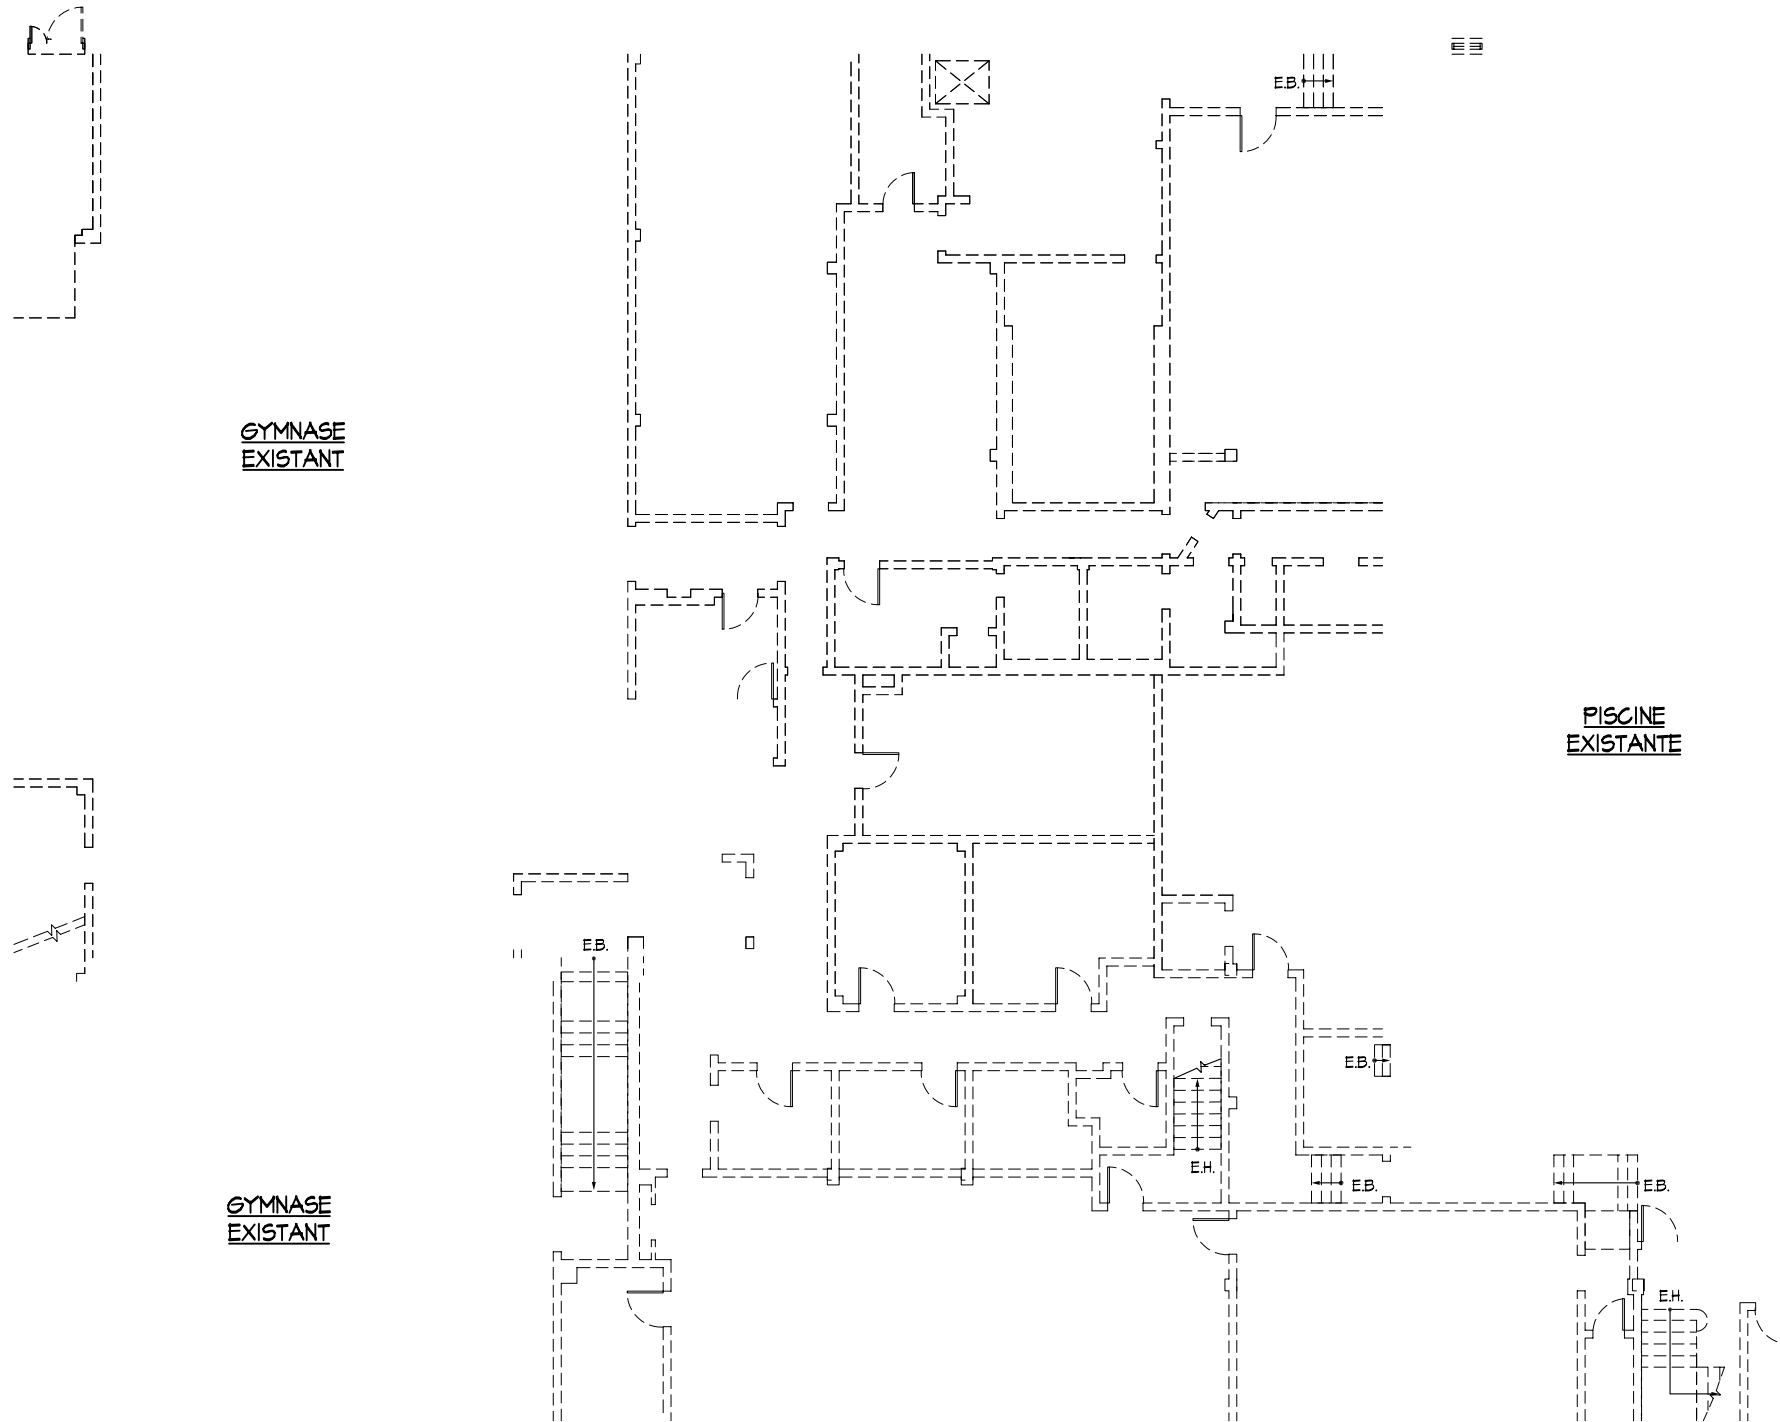 E.B.
GYMNASE
EXISTANT
PISCINE
EXISTANTE
E.B.
E.B.
E.H.
E.B.
E.B.
GYMNASE
EXISTANT
E.H.